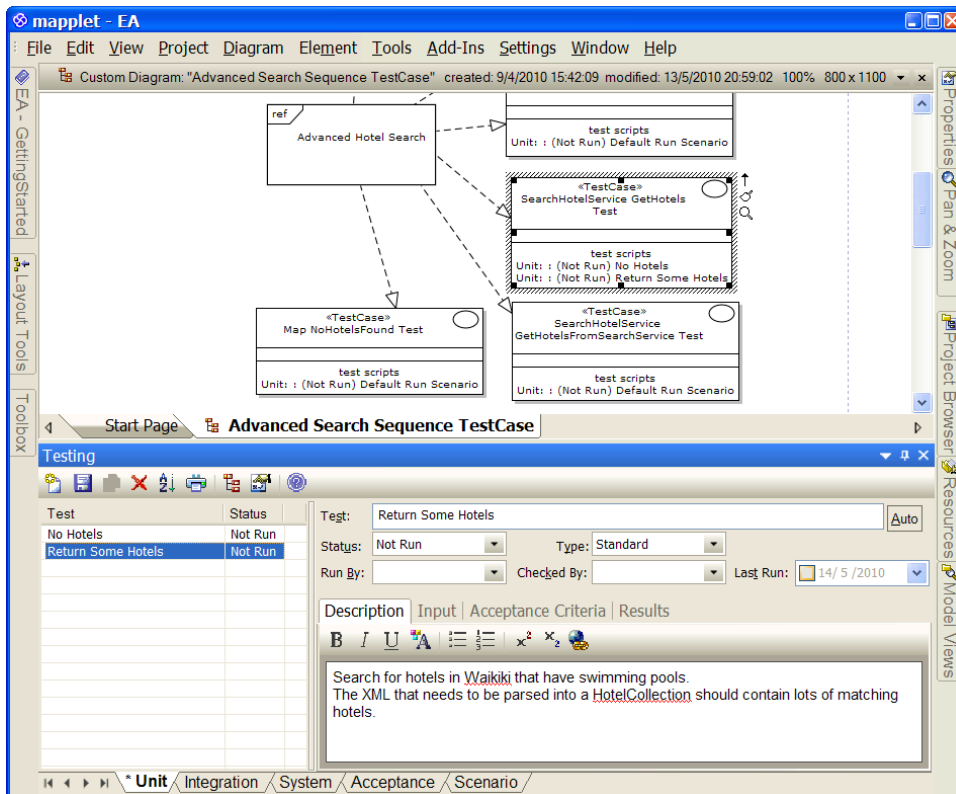 mapplet - EA
File Edit View Project Diagram Element Tools Add-Ins Settings Window Help
Custom Diagram: "Advanced Search Sequence TestCase" created: 9/4/2010 15:42:09 modified: 13/5/2010 20:59:02 100% 800 x 1100
EA - GettingStarted
Layout Tools
Toolbox
ref
Advanced Hotel Search
test scripts
Unit: : (Not Run) Default Run Scenario
«TestCase»
SearchHotelService GetHotels
Test
test scripts
Unit: : (Not Run) No Hotels
Unit: : (Not Run) Return Some Hotels
«TestCase»
Map NoHotelsFound Test
test scripts
Unit: : (Not Run) Default Run Scenario
«TestCase»
SearchHotelService
GetHotelsFromSearchService Test
test scripts
Unit: : (Not Run) Default Run Scenario
Properties
Pan & Zoom
Project Browser
Resources
Model Views
Start Page
Advanced Search Sequence TestCase
Testing
Test Status
No Hotels Not Run
Return Some Hotels Not Run
Test: Return Some Hotels Auto
Status: Not Run Type: Standard
Run By: Checked By: Last Run: 14/ 5 /2010
Description Input Acceptance Criteria Results
B I U A x² x₂
Search for hotels in Waikiki that have swimming pools.
The XML that needs to be parsed into a HotelCollection should contain lots of matching
hotels.
* Unit Integration System Acceptance Scenario